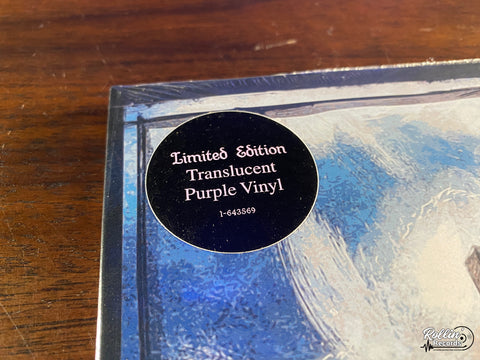 Limited Edition
Translucent
Purple Vinyl
1-643569
Rollin'
Records